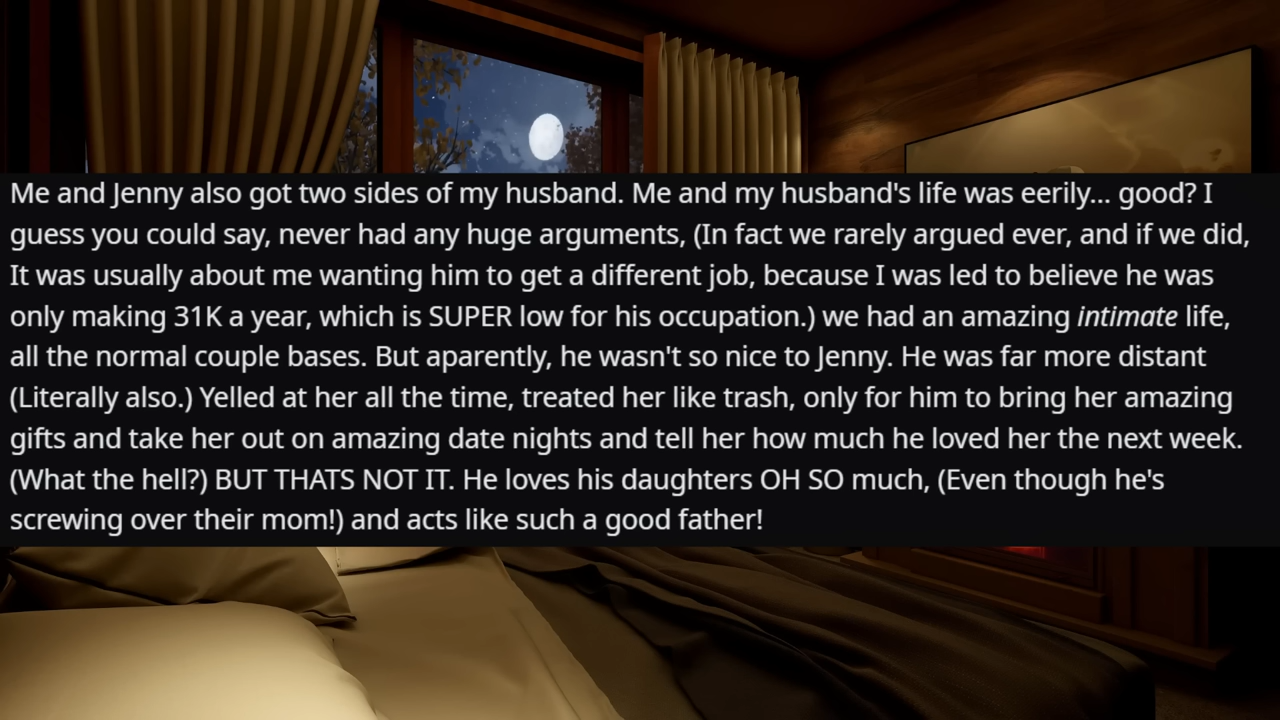 Me and Jenny also got two sides of my husband. Me and my husband's life was eerily... good? I
guess you could say, never had any huge arguments, (In fact we rarely argued ever, and if we did,
It was usually about me wanting him to get a different job, because I was led to believe he was
only making 31K a year, which is SUPER low for his occupation.) we had an amazing intimate life,
all the normal couple bases. But aparently, he wasn't so nice to Jenny. He was far more distant
(Literally also.) Yelled at her all the time, treated her like trash, only for him to bring her amazing
gifts and take her out on amazing date nights and tell her how much he loved her the next week.
(What the hell?) BUT THATS NOT IT. He loves his daughters OH SO much, (Even though he's
screwing over their mom!) and acts like such a good father!